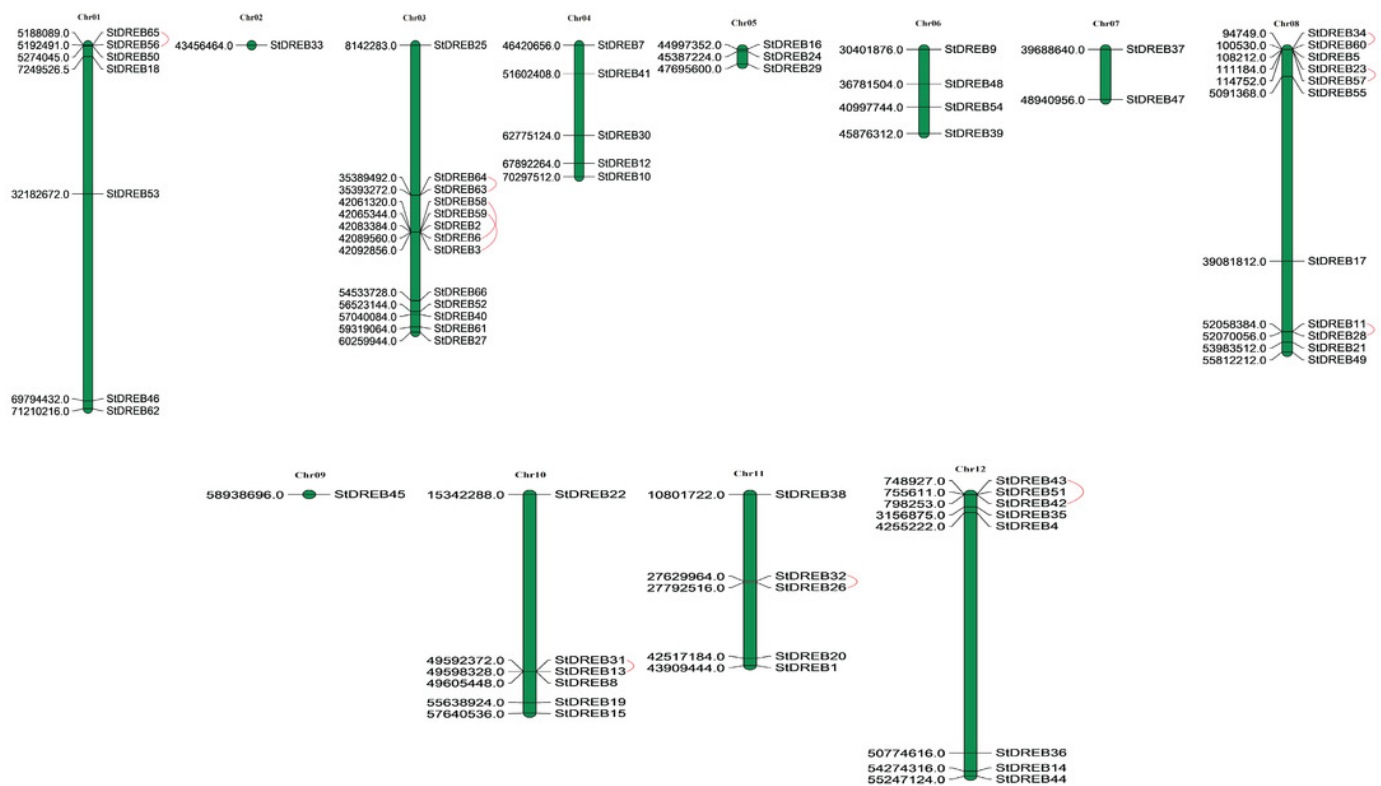 Chr01
5188089.0 StDREB65
5192491.0 StDREB56
5274045.0 StDREB50
7249526.5 StDREB18
32182672.0 StDREB53
69794432.0 StDREB46
71210216.0 StDREB62
Chr02
43456464.0 StDREB33
Chr03
8142283.0 StDREB25
35389492.0 StDREB64
35393272.0 StDREB63
42061320.0 StDREB58
42065344.0 StDREB59
42083384.0 StDREB2
42089560.0 StDREB6
42092856.0 StDREB3
54533728.0 StDREB66
56523144.0 StDREB52
57040084.0 StDREB40
59319064.0 StDREB61
60259944.0 StDREB27
Chr04
46420656.0 StDREB7
51602408.0 StDREB41
62775124.0 StDREB30
67892264.0 StDREB12
70297512.0 StDREB10
Chr05
44997352.0 StDREB16
45387224.0 StDREB24
47695600.0 StDREB29
Chr06
30401876.0 StDREB9
36781504.0 StDREB48
40997744.0 StDREB54
45876312.0 StDREB39
Chr07
39688640.0 StDREB37
48940956.0 StDREB47
Chr08
94749.0 StDREB34
100530.0 StDREB60
108212.0 StDREB5
111184.0 StDREB23
114752.0 StDREB57
5091368.0 StDREB55
39081812.0 StDREB17
52058384.0 StDREB11
52070056.0 StDREB28
53983512.0 StDREB21
55812212.0 StDREB49
Chr09
58938696.0 StDREB45
Chr10
15342288.0 StDREB22
49592372.0 StDREB31
49598328.0 StDREB13
49605448.0 StDREB8
55638924.0 StDREB19
57640536.0 StDREB15
Chr11
10801722.0 StDREB38
27629964.0 StDREB32
27792516.0 StDREB26
42517184.0 StDREB20
43909444.0 StDREB1
Chr12
748927.0 StDREB43
755611.0 StDREB51
798253.0 StDREB42
3156875.0 StDREB35
4255222.0 StDREB4
50774616.0 StDREB36
54274316.0 StDREB14
55247124.0 StDREB44